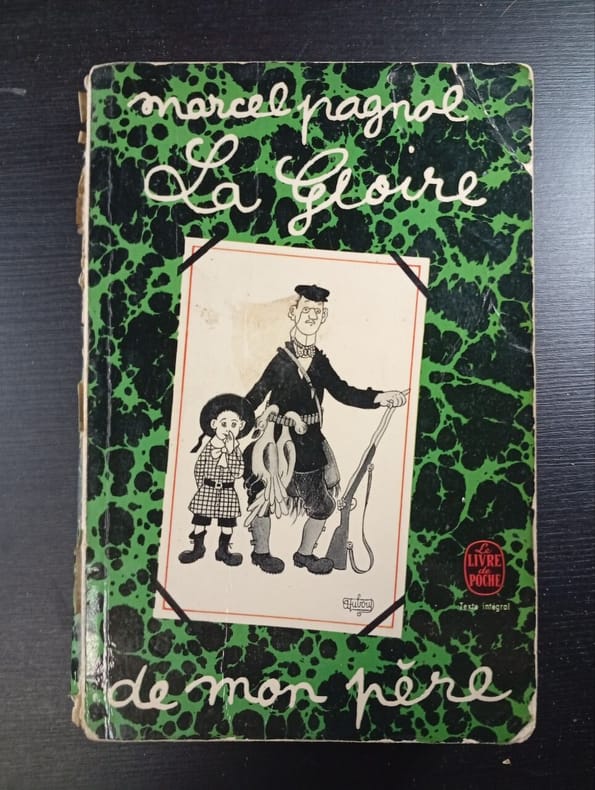 marcel pagnol
La Gloire
Dubout
Le
LIVRE
de
POCHE
Texte intégral
de mon père